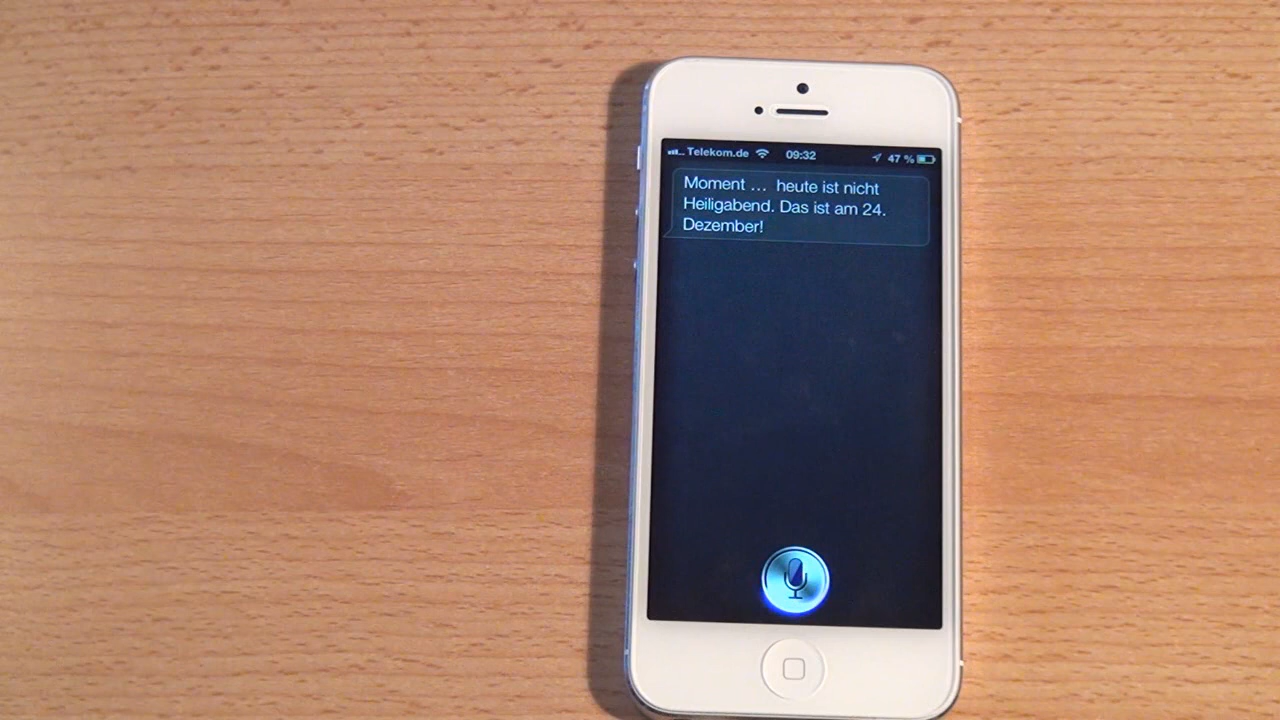 Telekom.de 09:32 47 %
Moment ... heute ist nicht
Heiligabend. Das ist am 24.
Dezember!